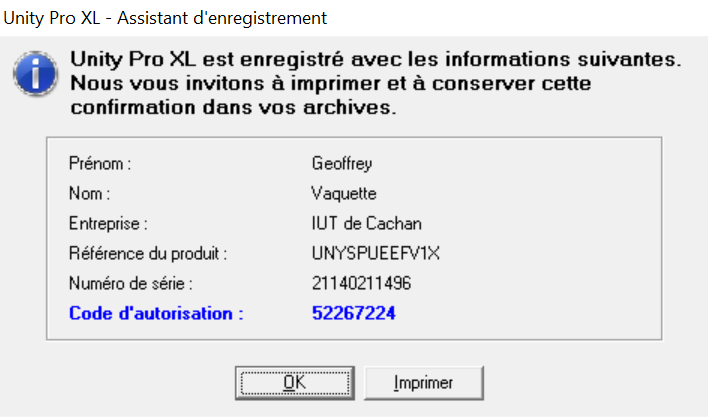 Unity Pro XL - Assistant d'enregistrement
Unity Pro XL est enregistré avec les informations suivantes.
Nous vous invitons à imprimer et à conserver cette
confirmation dans vos archives.
Prénom : Geoffrey
Nom : Vaquette
Entreprise : IUT de Cachan
Référence du produit : UNYSPUEEFV1X
Numéro de série : 21140211496
Code d'autorisation : 52267224
OK Imprimer